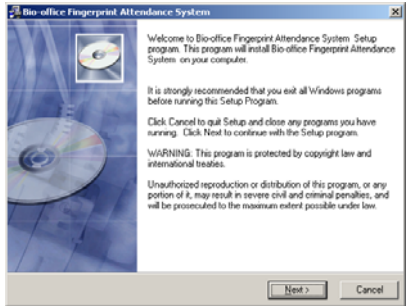 Bio-office Fingerprint Attendance System
Welcome to Bio-office Fingerprint Attendance System Setup
program. This program will install Bio-office Fingerprint Attendance
System on your computer.
It is strongly recommended that you exit all Windows programs
before running this Setup Program.
Click Cancel to quit Setup and close any programs you have
running. Click Next to continue with the Setup program.
WARNING: This program is protected by copyright law and
international treaties.
Unauthorized reproduction or distribution of this program, or any
portion of it, may result in severe civil and criminal penalties, and
will be prosecuted to the maximum extent possible under law.
Next >
Cancel